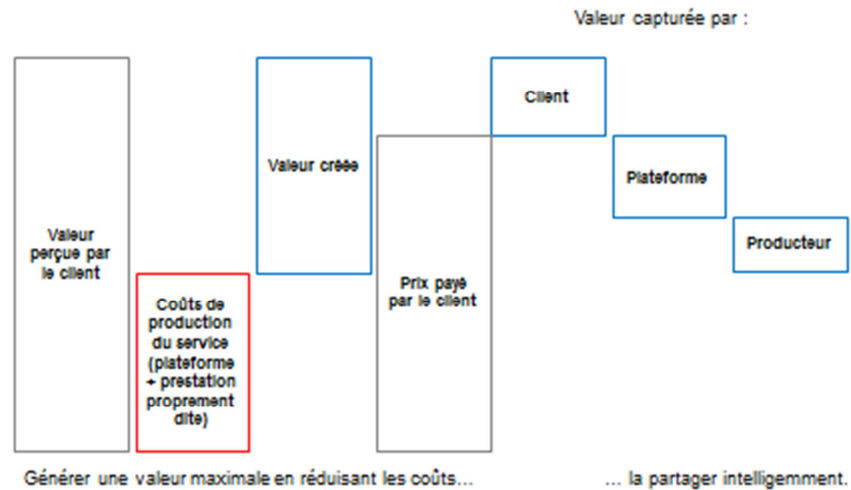 Valeur capturée par :
Client
Valeur créée
Plateforme
Valeur
perçue par
le client
Producteur
Prix payé
par le client
Coûts de
production
du service
(plateforme
+ prestation
proprement
dite)
Générer une valeur maximale en réduisant les coûts...
... la partager intelligemment.